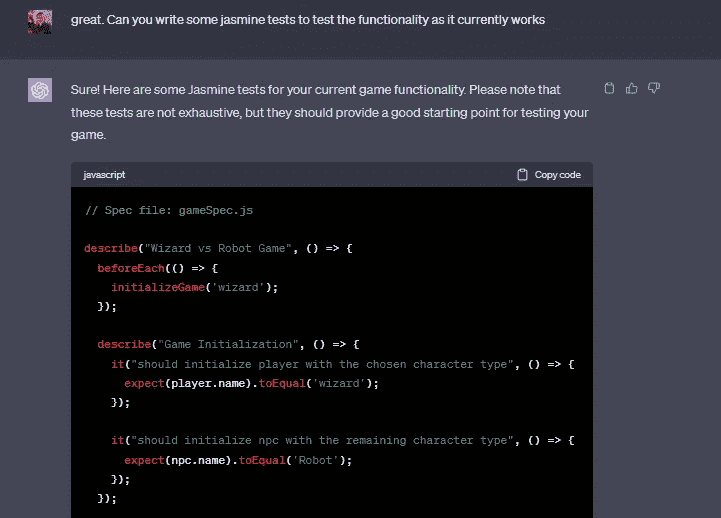 great. Can you write some jasmine tests to test the functionality as it currently works
Sure! Here are some Jasmine tests for your current game functionality. Please note that
these tests are not exhaustive, but they should provide a good starting point for testing your
game.
javascript Copy code
// Spec file: gameSpec.js
describe("Wizard vs Robot Game", () => {
  beforeEach(() => {
    initializeGame('wizard');
  });
  describe("Game Initialization", () => {
    it("should initialize player with the chosen character type", () => {
      expect(player.name).toEqual('wizard');
    });
    it("should initialize npc with the remaining character type", () => {
      expect(npc.name).toEqual('Robot');
    });
  });